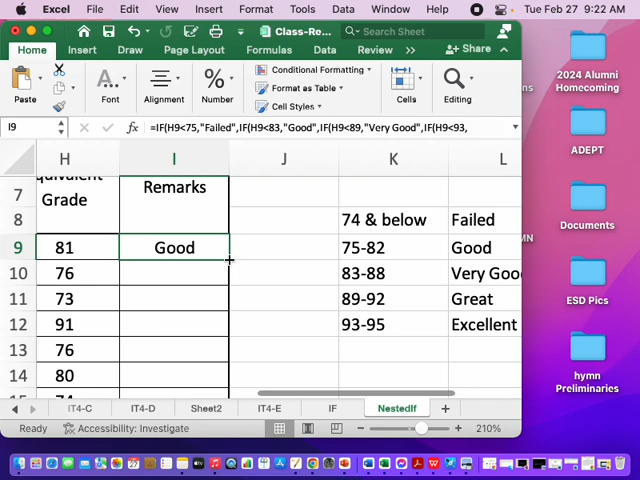 Excel File Edit View Insert Format Tools Data Window Help Tue Feb 27 9:22 AM
Class-Re... Search Sheet
Home Insert Draw Page Layout Formulas Data Review Share
Paste Font Alignment Number Conditional Formatting Format as Table Cell Styles Cells Editing
I9 fx =IF(H9<75,"Failed",IF(H9<83,"Good",IF(H9<89,"Very Good",IF(H9<93,
H I J K L
7 Grade Remarks
8 74 & below Failed
9 81 Good 75-82 Good
10 76 83-88 Very Goo
11 73 89-92 Great
12 91 93-95 Excellent
13 76
14 80
IT4-C IT4-D Sheet2 IT4-E IF NestedIf +
Ready Accessibility: Investigate 210%
2024 Alumni
Homecoming
ADEPT
Documents
ESD Pics
hymn
Preliminaries